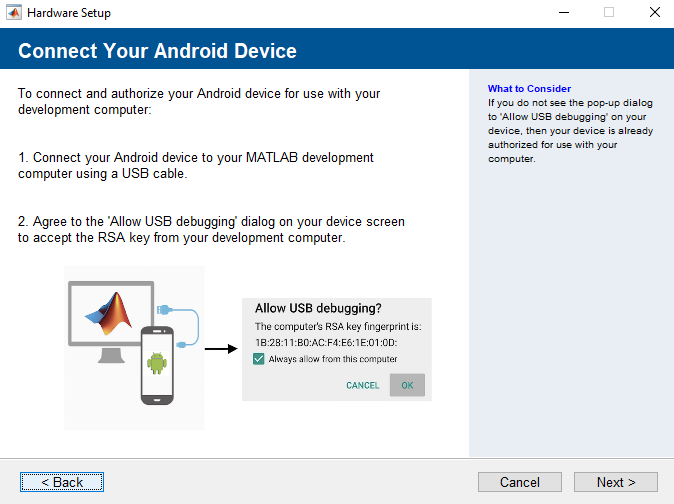 Hardware Setup
Connect Your Android Device
To connect and authorize your Android device for use with your
development computer:
1. Connect your Android device to your MATLAB development
computer using a USB cable.
2. Agree to the 'Allow USB debugging' dialog on your device screen
to accept the RSA key from your development computer.
Allow USB debugging?
The computer's RSA key fingerprint is:
1B:28:11:B0:AC:F4:E6:1E:01:0D:
Always allow from this computer
CANCEL OK
What to Consider
If you do not see the pop-up dialog
to 'Allow USB debugging' on your
device, then your device is already
authorized for use with your
computer.
< Back Cancel Next >